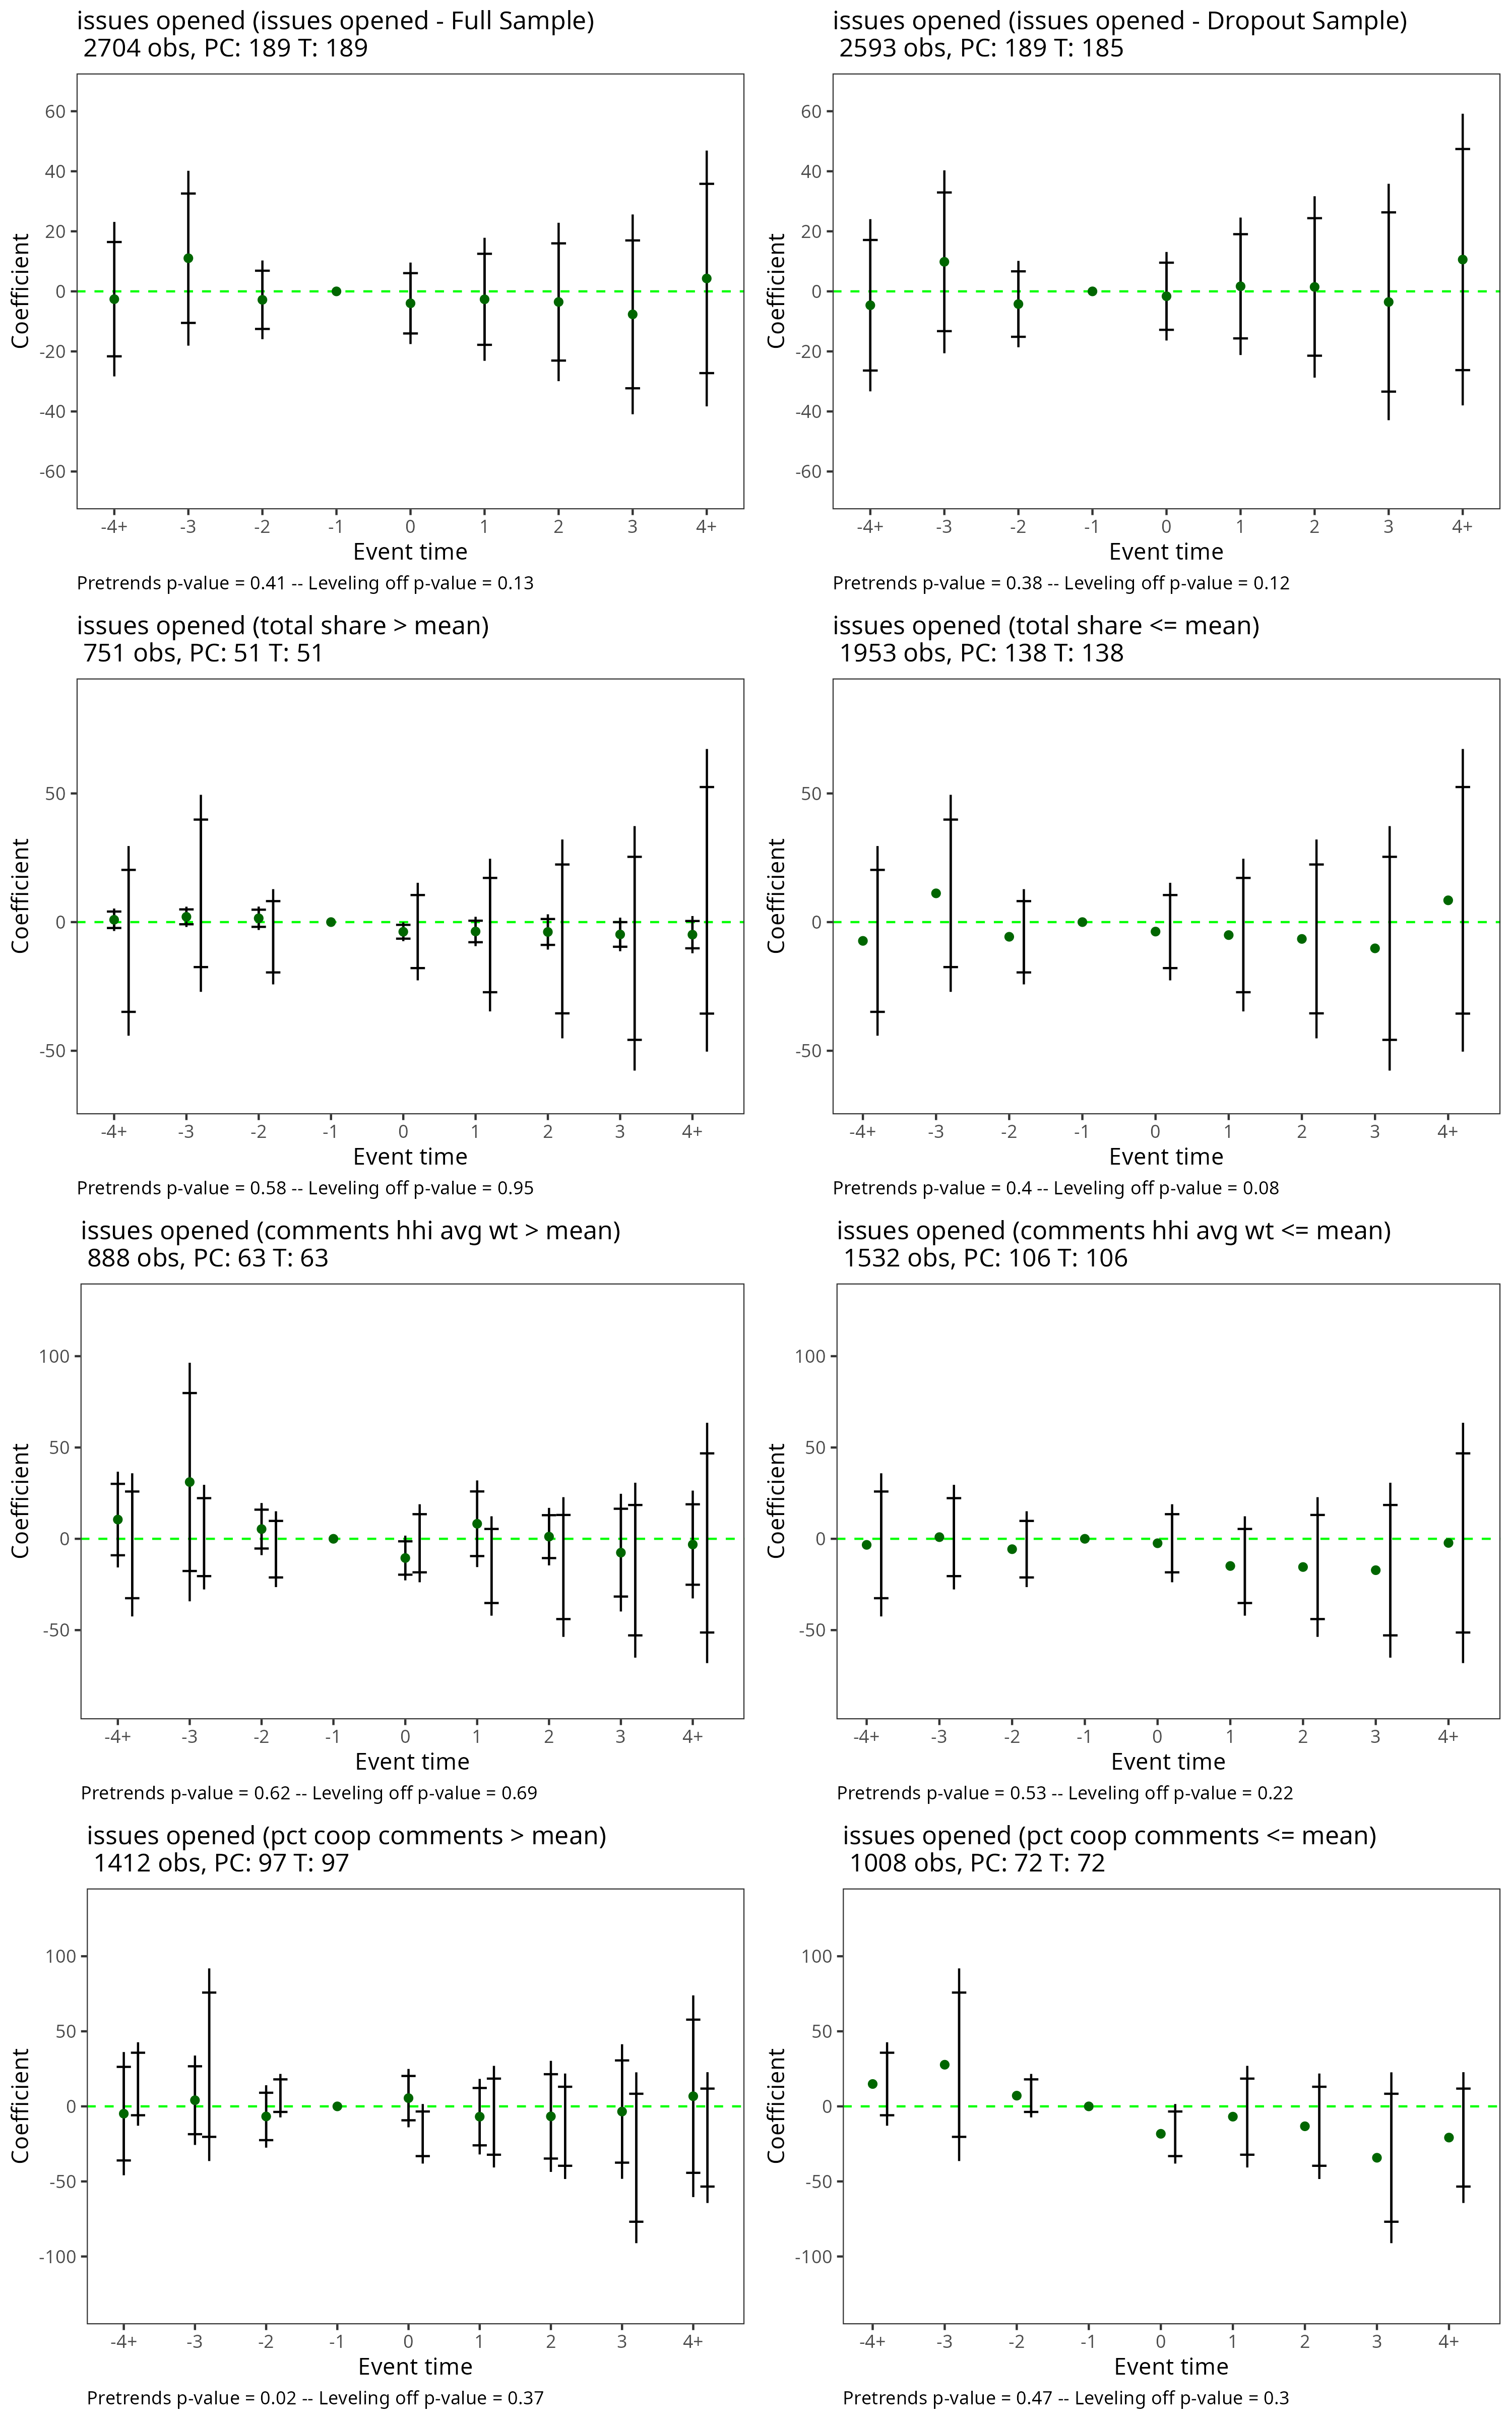 issues opened (issues opened - Full Sample)
2704 obs, PC: 189 T: 189
60
40
20
0
-20
-40
-60
Coefficient
-4+ -3 -2 -1 0 1 2 3 4+
Event time
Pretrends p-value = 0.41 -- Leveling off p-value = 0.13
issues opened (issues opened - Dropout Sample)
2593 obs, PC: 189 T: 185
60
40
20
0
-20
-40
-60
Coefficient
-4+ -3 -2 -1 0 1 2 3 4+
Event time
Pretrends p-value = 0.38 -- Leveling off p-value = 0.12
issues opened (total share > mean)
751 obs, PC: 51 T: 51
50
0
-50
Coefficient
-4+ -3 -2 -1 0 1 2 3 4+
Event time
Pretrends p-value = 0.58 -- Leveling off p-value = 0.95
issues opened (total share <= mean)
1953 obs, PC: 138 T: 138
50
0
-50
Coefficient
-4+ -3 -2 -1 0 1 2 3 4+
Event time
Pretrends p-value = 0.4 -- Leveling off p-value = 0.08
issues opened (comments hhi avg wt > mean)
888 obs, PC: 63 T: 63
100
50
0
-50
Coefficient
-4+ -3 -2 -1 0 1 2 3 4+
Event time
Pretrends p-value = 0.62 -- Leveling off p-value = 0.69
issues opened (comments hhi avg wt <= mean)
1532 obs, PC: 106 T: 106
100
50
0
-50
Coefficient
-4+ -3 -2 -1 0 1 2 3 4+
Event time
Pretrends p-value = 0.53 -- Leveling off p-value = 0.22
issues opened (pct coop comments > mean)
1412 obs, PC: 97 T: 97
100
50
0
-50
-100
Coefficient
-4+ -3 -2 -1 0 1 2 3 4+
Event time
Pretrends p-value = 0.02 -- Leveling off p-value = 0.37
issues opened (pct coop comments <= mean)
1008 obs, PC: 72 T: 72
100
50
0
-50
-100
Coefficient
-4+ -3 -2 -1 0 1 2 3 4+
Event time
Pretrends p-value = 0.47 -- Leveling off p-value = 0.3